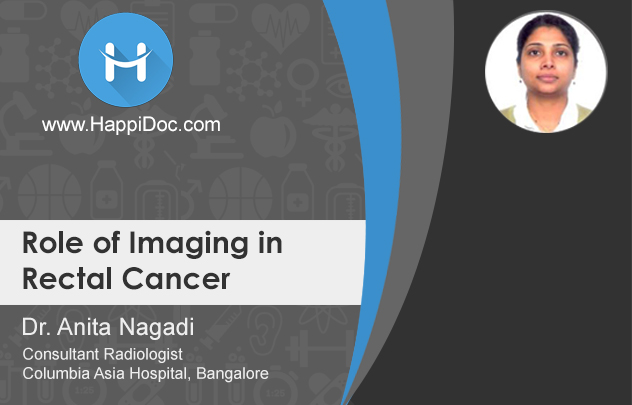 www.HappiDoc.com
Role of Imaging in
Rectal Cancer
Dr. Anita Nagadi
Consultant Radiologist
Columbia Asia Hospital, Bangalore